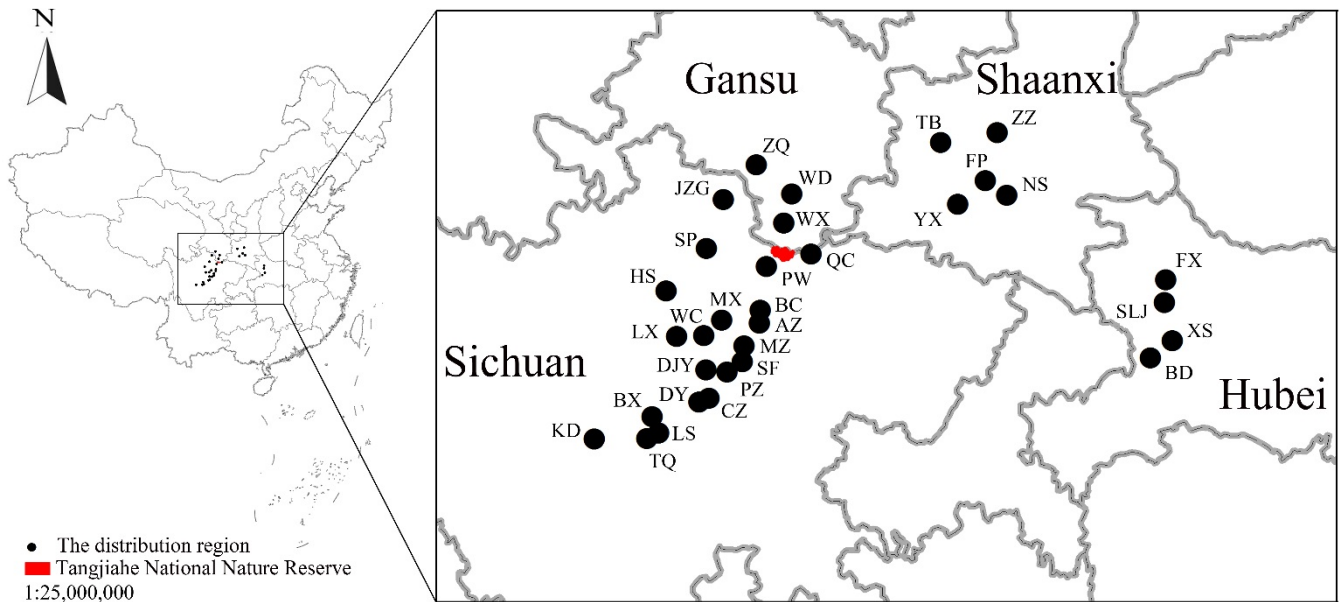 N
Gansu
Shaanxi
TB
ZZ
ZQ
FP
WD
JZG
NS
YX
WX
SP
QC
FX
PW
HS
SLJ
MX
BC
WC
AZ
XS
LX
MZ
Sichuan
DJY
SF
BD
PZ
Hubei
BX
DY
CZ
KD
LS
TQ
The distribution region
Tangjiahe National Nature Reserve
1:25,000,000